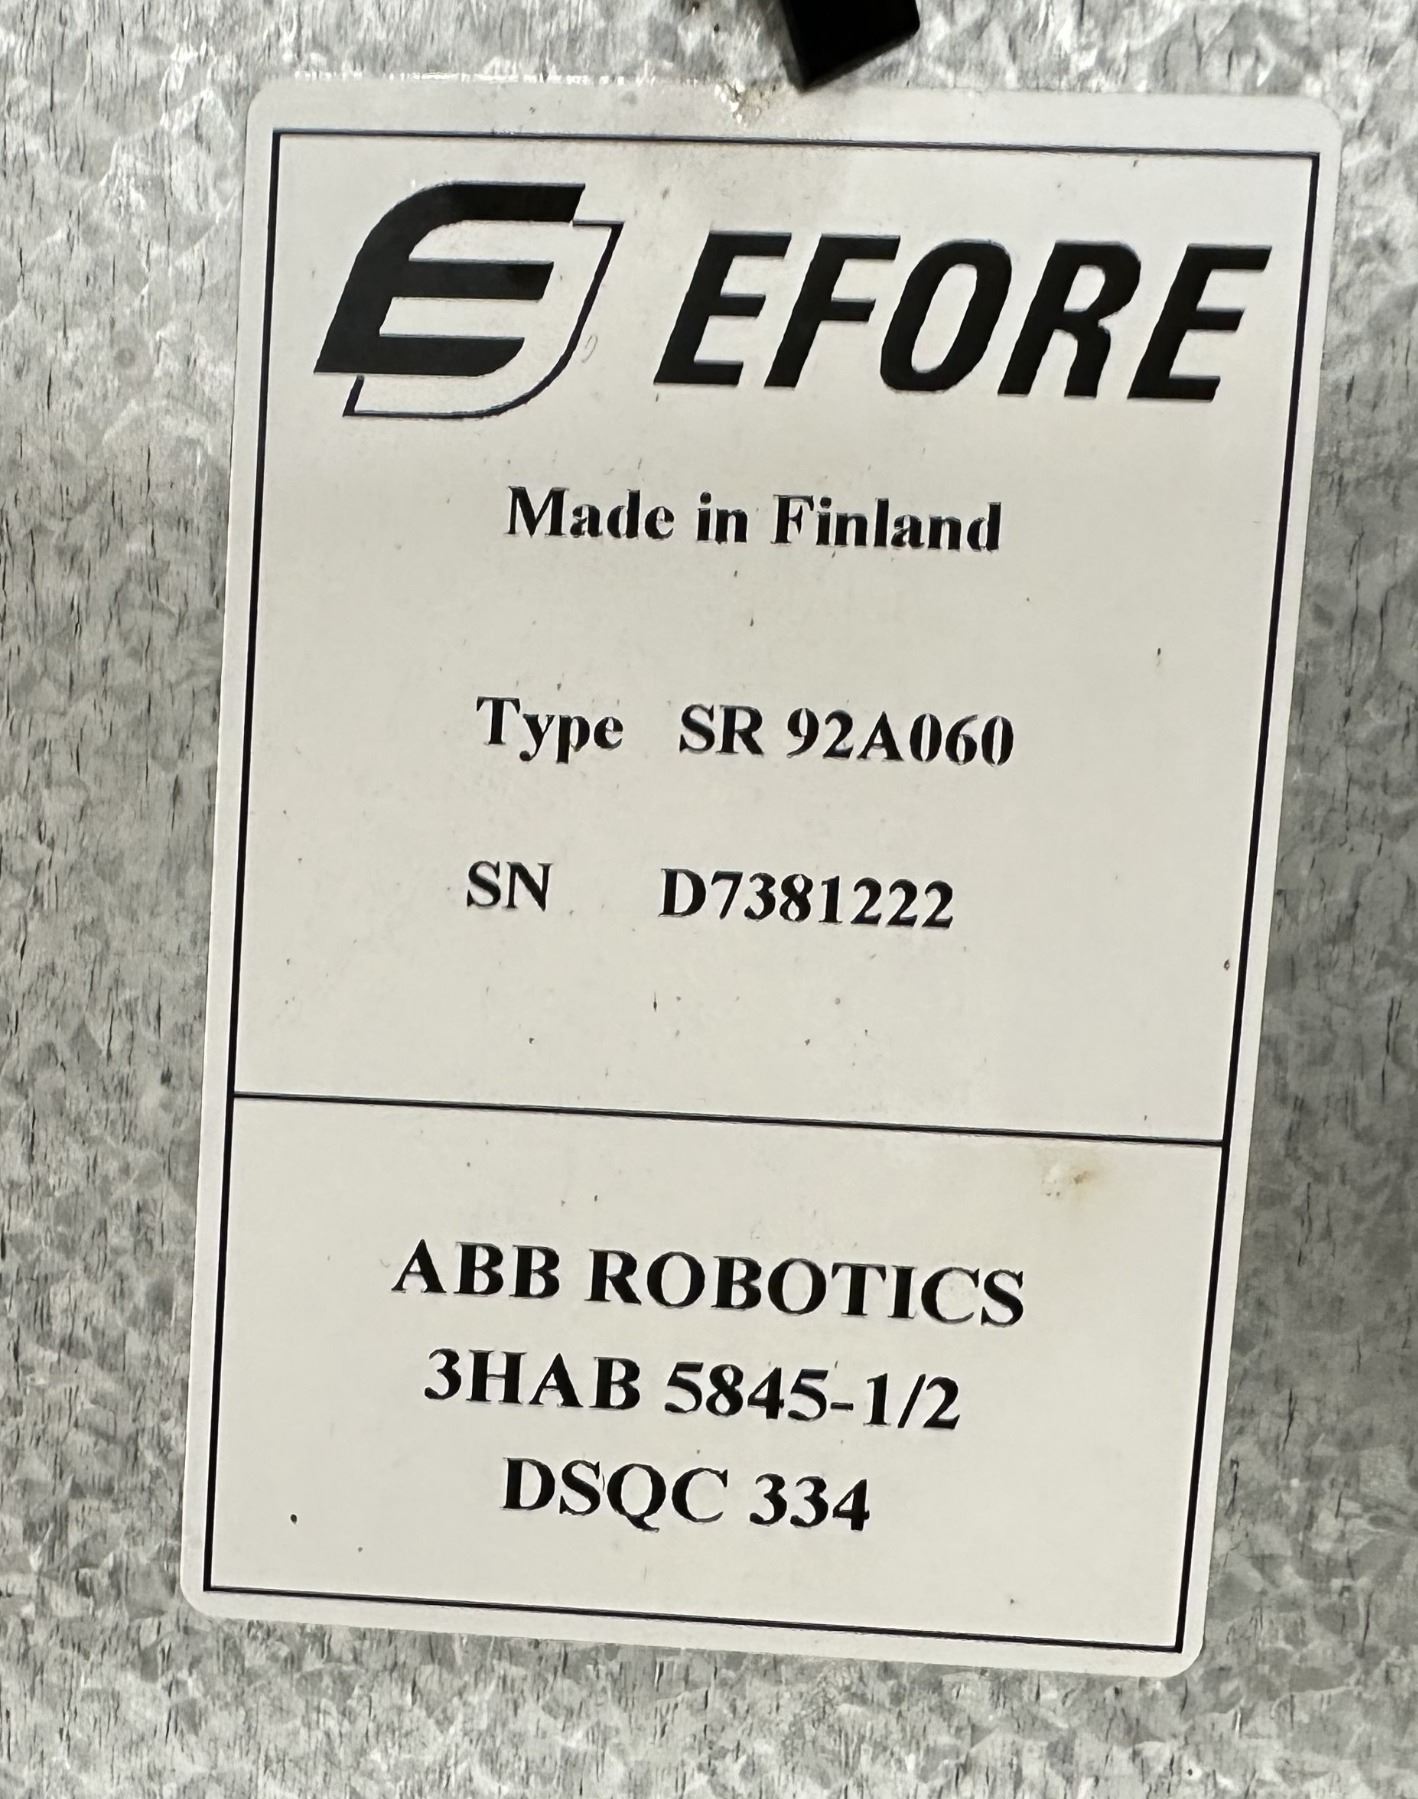 EFORE
Made in Finland
Type SR 92A060
SN D7381222
ABB ROBOTICS
3HAB 5845-1/2
DSQC 334